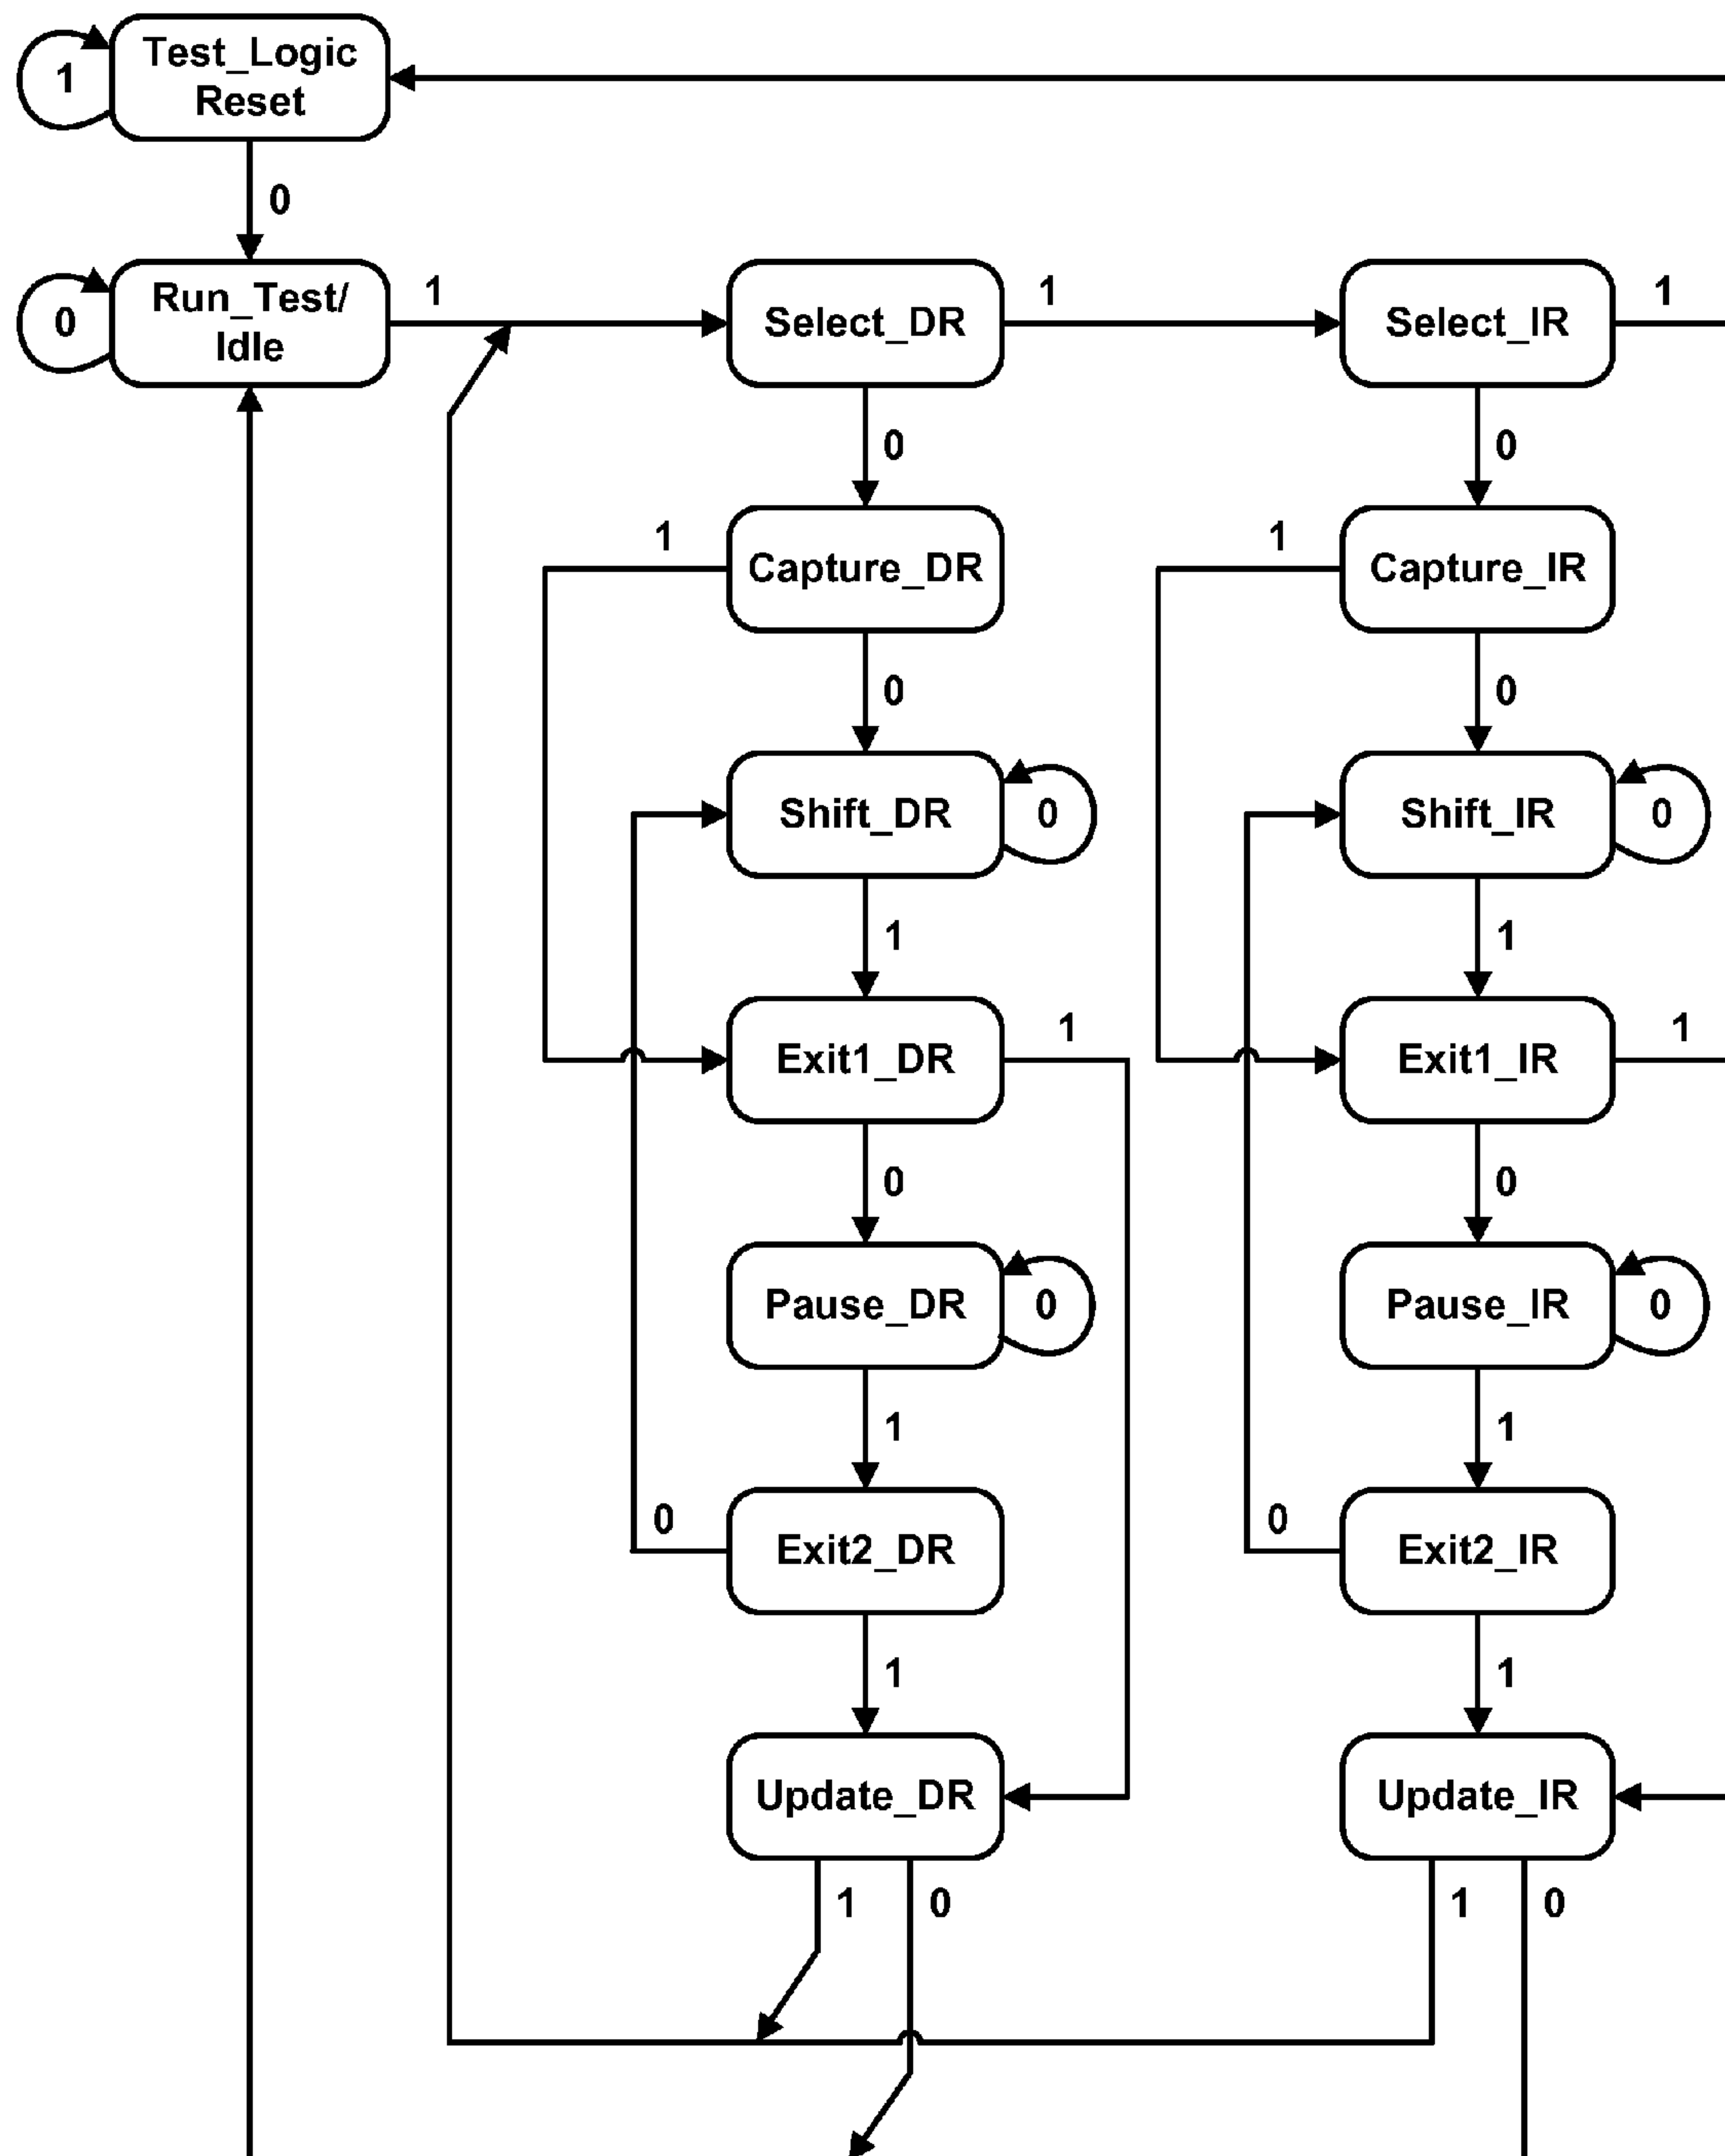 Test_Logic
Reset
1
0
Run_Test/
Idle
0
1
Select_DR
1
Select_IR
1
0
0
1
Capture_DR
1
Capture_IR
0
0
Shift_DR
0
Shift_IR
0
1
1
Exit1_DR
1
Exit1_IR
1
0
0
Pause_DR
0
Pause_IR
0
1
1
0
Exit2_DR
0
Exit2_IR
1
1
Update_DR
Update_IR
1
0
1
0